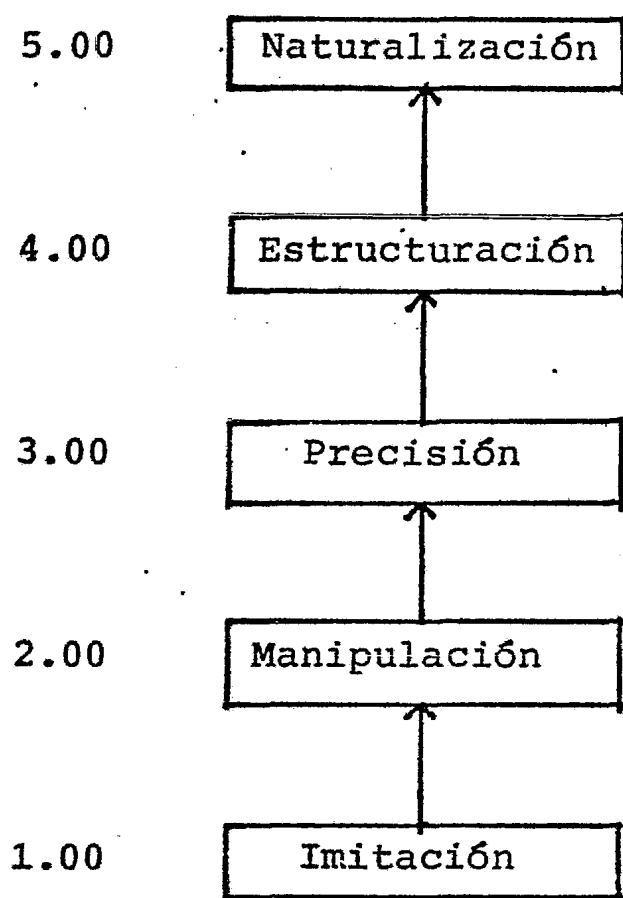 5.00 Naturalización
4.00 Estructuración
3.00 Precisión
2.00 Manipulación
1.00 Imitación